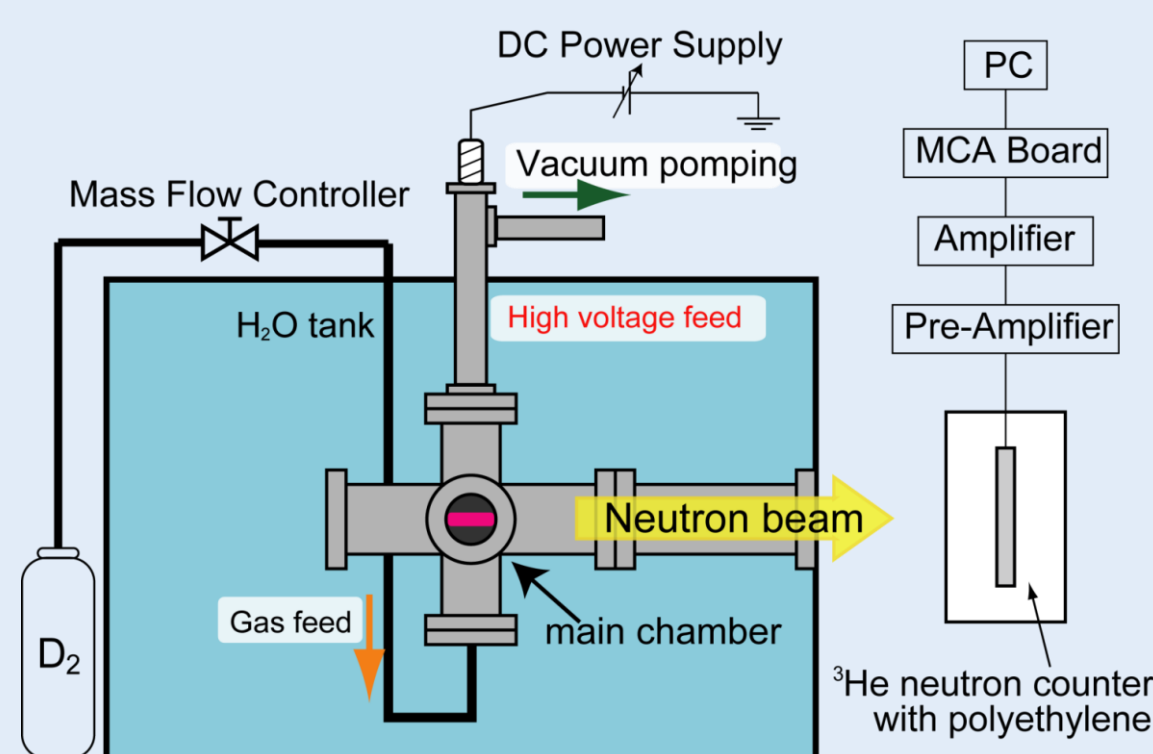 DC Power Supply
PC
MCA Board
Vacuum pomping
Mass Flow Controller
Amplifier
H₂O tank
High voltage feed
Pre-Amplifier
Neutron beam
Gas feed
main chamber
D₂
³He neutron counter
with polyethylene